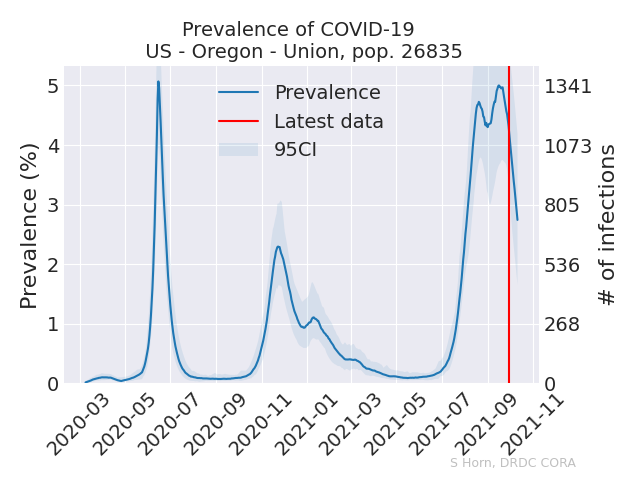 Prevalence of COVID-19
US - Oregon - Union, pop. 26835
Prevalence
Latest data
95CI
Prevalence (%)
5
4
3
2
1
0
# of infections
1341
1073
805
536
268
0
2020-03
2020-05
2020-07
2020-09
2020-11
2021-01
2021-03
2021-05
2021-07
2021-09
2021-11
S Horn, DRDC CORA